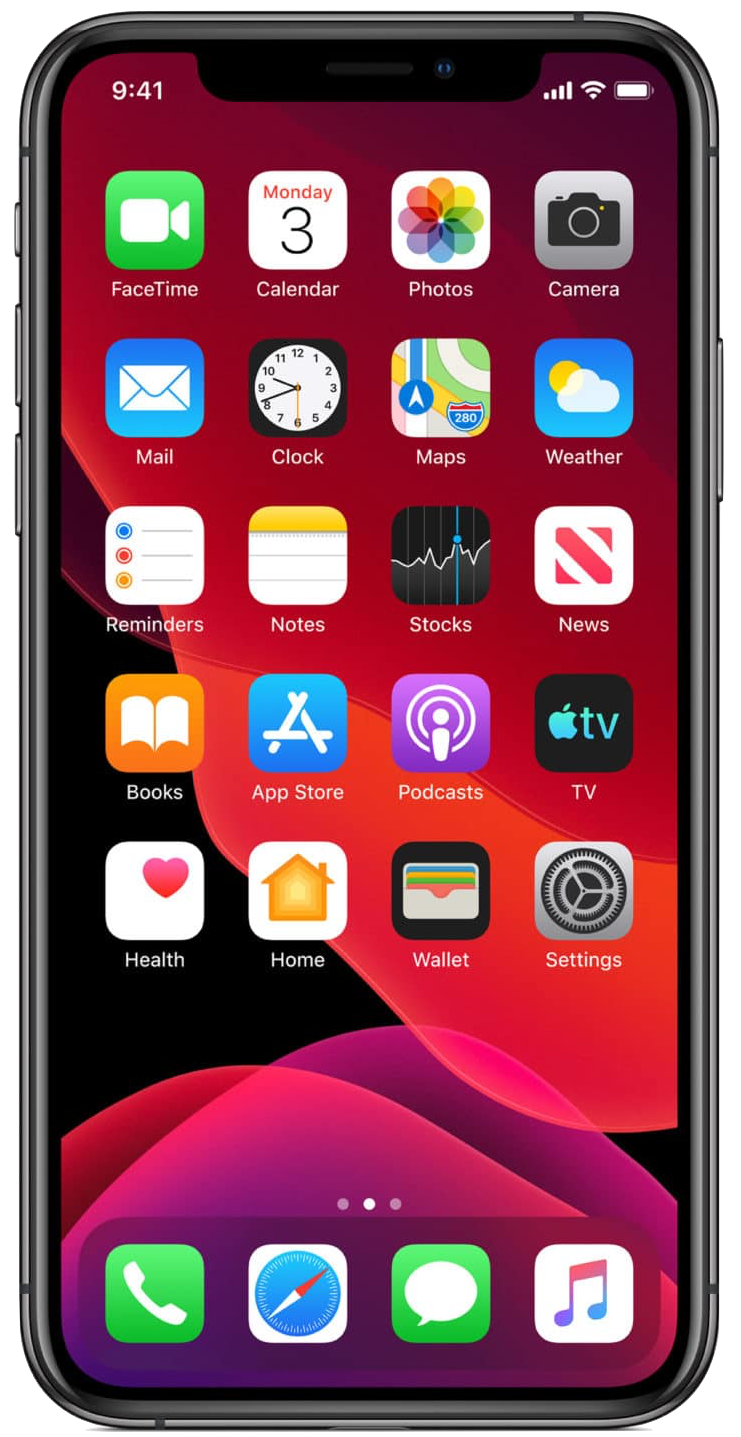 9:41
Monday
3
FaceTime Calendar Photos Camera
12
11 1
10 2
9 3
8 4
7 5
6
280
Mail Clock Maps Weather
Reminders Notes Stocks News
tv
Books App Store Podcasts TV
Health Home Wallet Settings